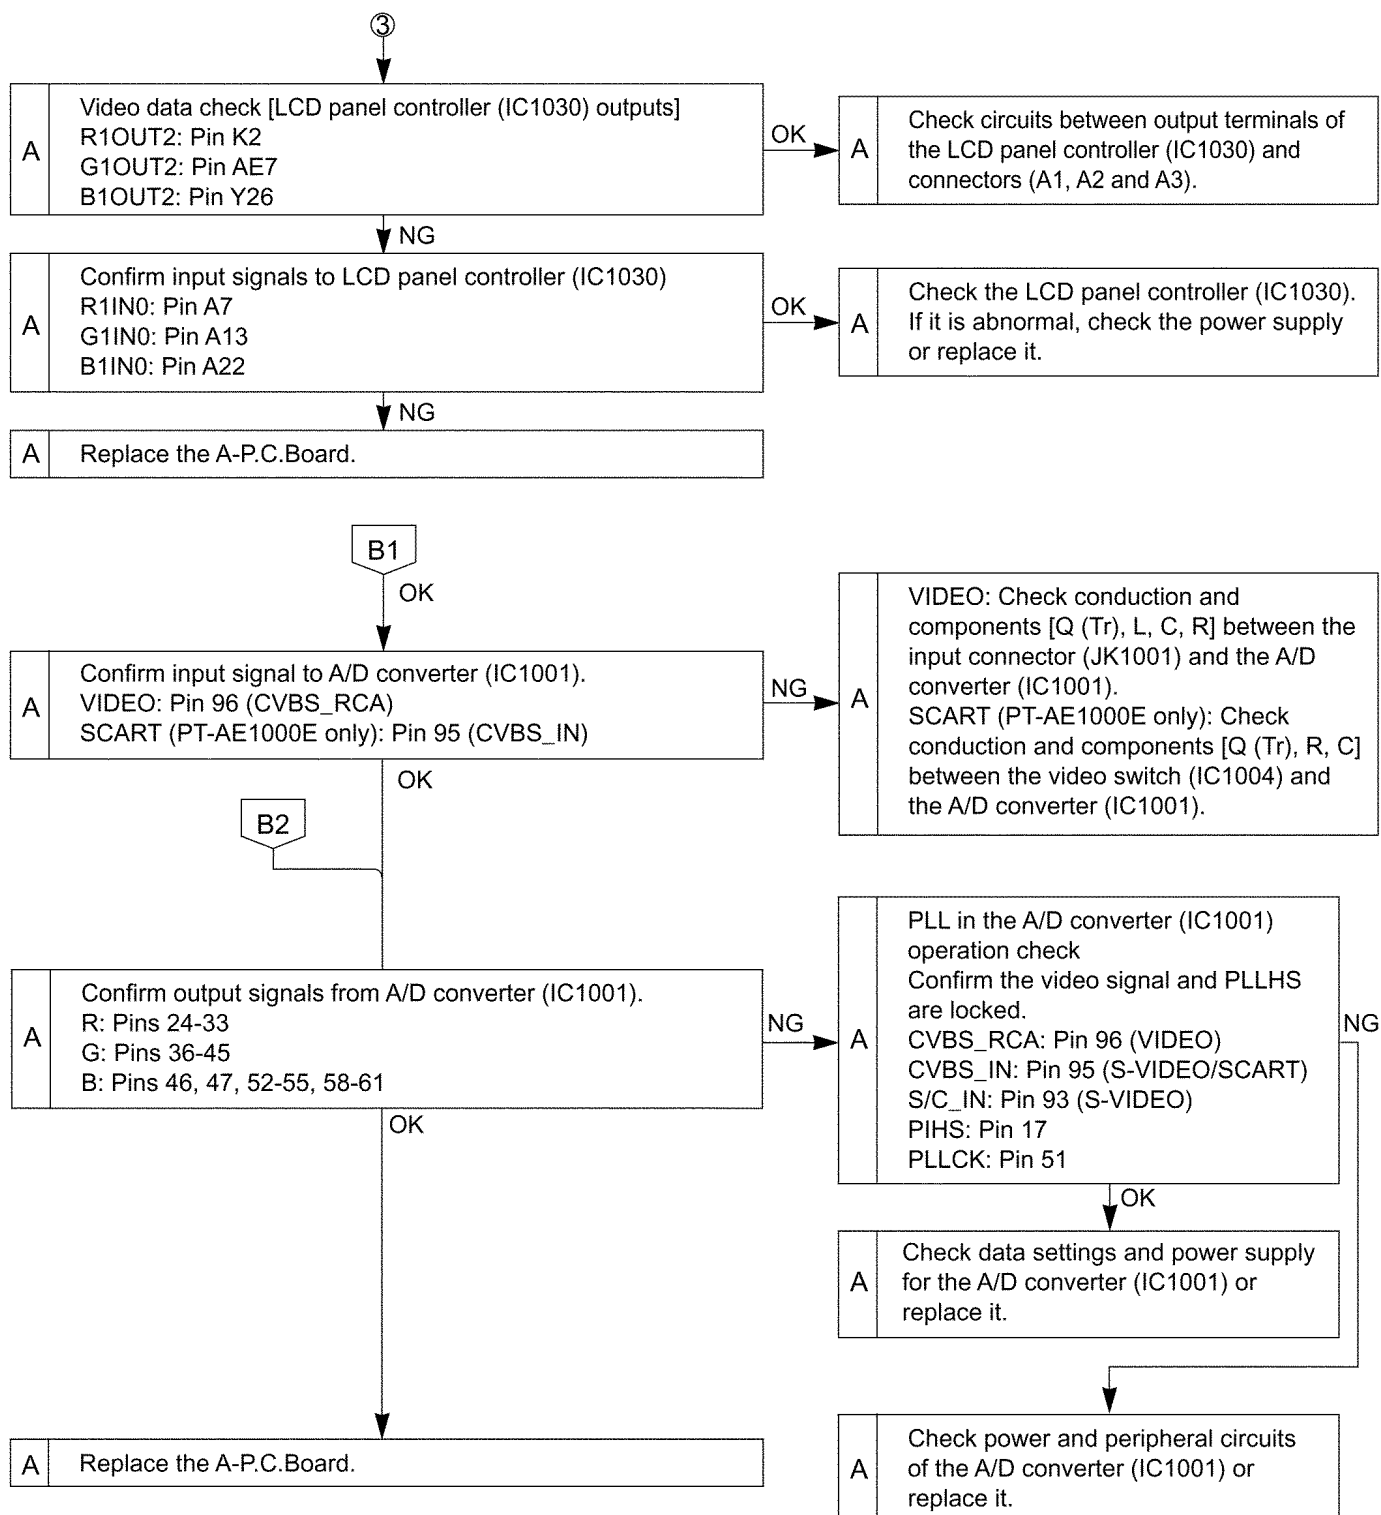 ③
A
Video data check [LCD panel controller (IC1030) outputs]
R1OUT2: Pin K2
G1OUT2: Pin AE7
B1OUT2: Pin Y26
OK
A
Check circuits between output terminals of
the LCD panel controller (IC1030) and
connectors (A1, A2 and A3).
NG
A
Confirm input signals to LCD panel controller (IC1030)
R1IN0: Pin A7
G1IN0: Pin A13
B1IN0: Pin A22
OK
A
Check the LCD panel controller (IC1030).
If it is abnormal, check the power supply
or replace it.
NG
A
Replace the A-P.C.Board.
B1
OK
A
Confirm input signal to A/D converter (IC1001).
VIDEO: Pin 96 (CVBS_RCA)
SCART (PT-AE1000E only): Pin 95 (CVBS_IN)
NG
A
VIDEO: Check conduction and
components [Q (Tr), L, C, R] between the
input connector (JK1001) and the A/D
converter (IC1001).
SCART (PT-AE1000E only): Check
conduction and components [Q (Tr), R, C]
between the video switch (IC1004) and
the A/D converter (IC1001).
OK
B2
A
Confirm output signals from A/D converter (IC1001).
R: Pins 24-33
G: Pins 36-45
B: Pins 46, 47, 52-55, 58-61
NG
A
PLL in the A/D converter (IC1001)
operation check
Confirm the video signal and PLLHS
are locked.
CVBS_RCA: Pin 96 (VIDEO)
CVBS_IN: Pin 95 (S-VIDEO/SCART)
S/C_IN: Pin 93 (S-VIDEO)
PIHS: Pin 17
PLLCK: Pin 51
NG
OK
OK
A
Check data settings and power supply
for the A/D converter (IC1001) or
replace it.
A
Replace the A-P.C.Board.
A
Check power and peripheral circuits
of the A/D converter (IC1001) or
replace it.